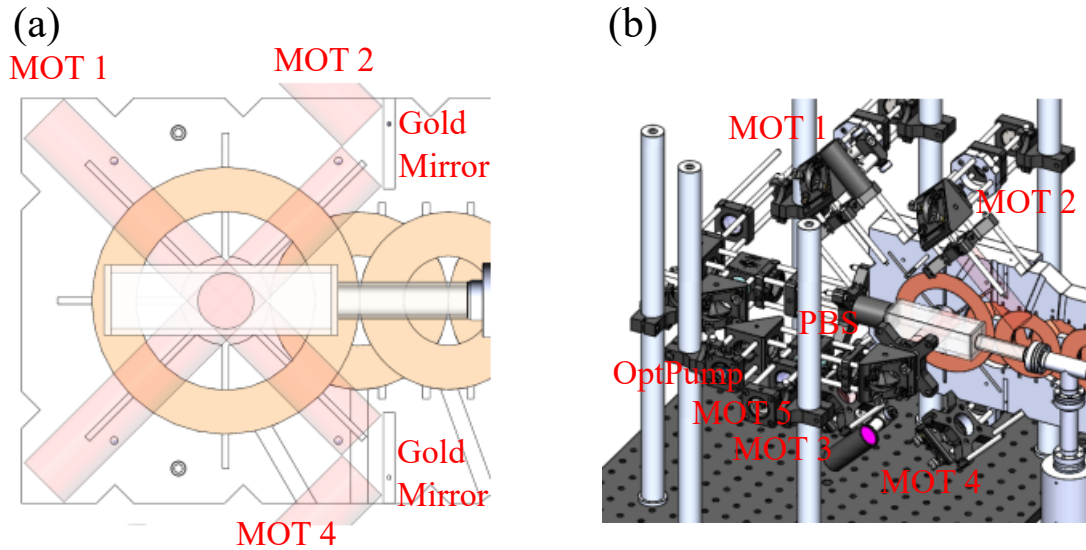 (a)
MOT 1
MOT 2
Gold
Mirror
Gold
Mirror
MOT 4
(b)
MOT 1
MOT 2
PBS
OptPump
MOT 5
MOT 3
MOT 4